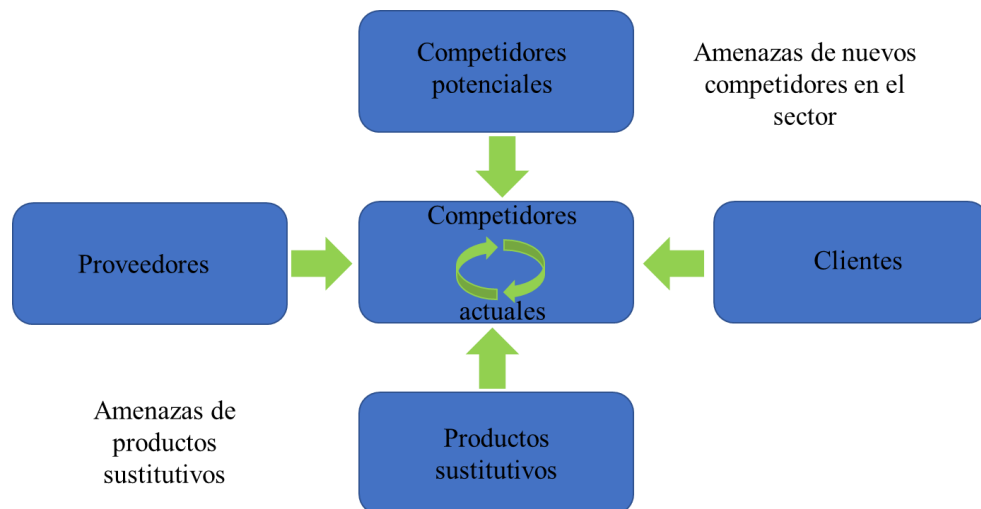 Competidores
potenciales
Amenazas de nuevos
competidores en el
sector
Proveedores
Competidores
actuales
Clientes
Amenazas de
productos
sustitutivos
Productos
sustitutivos